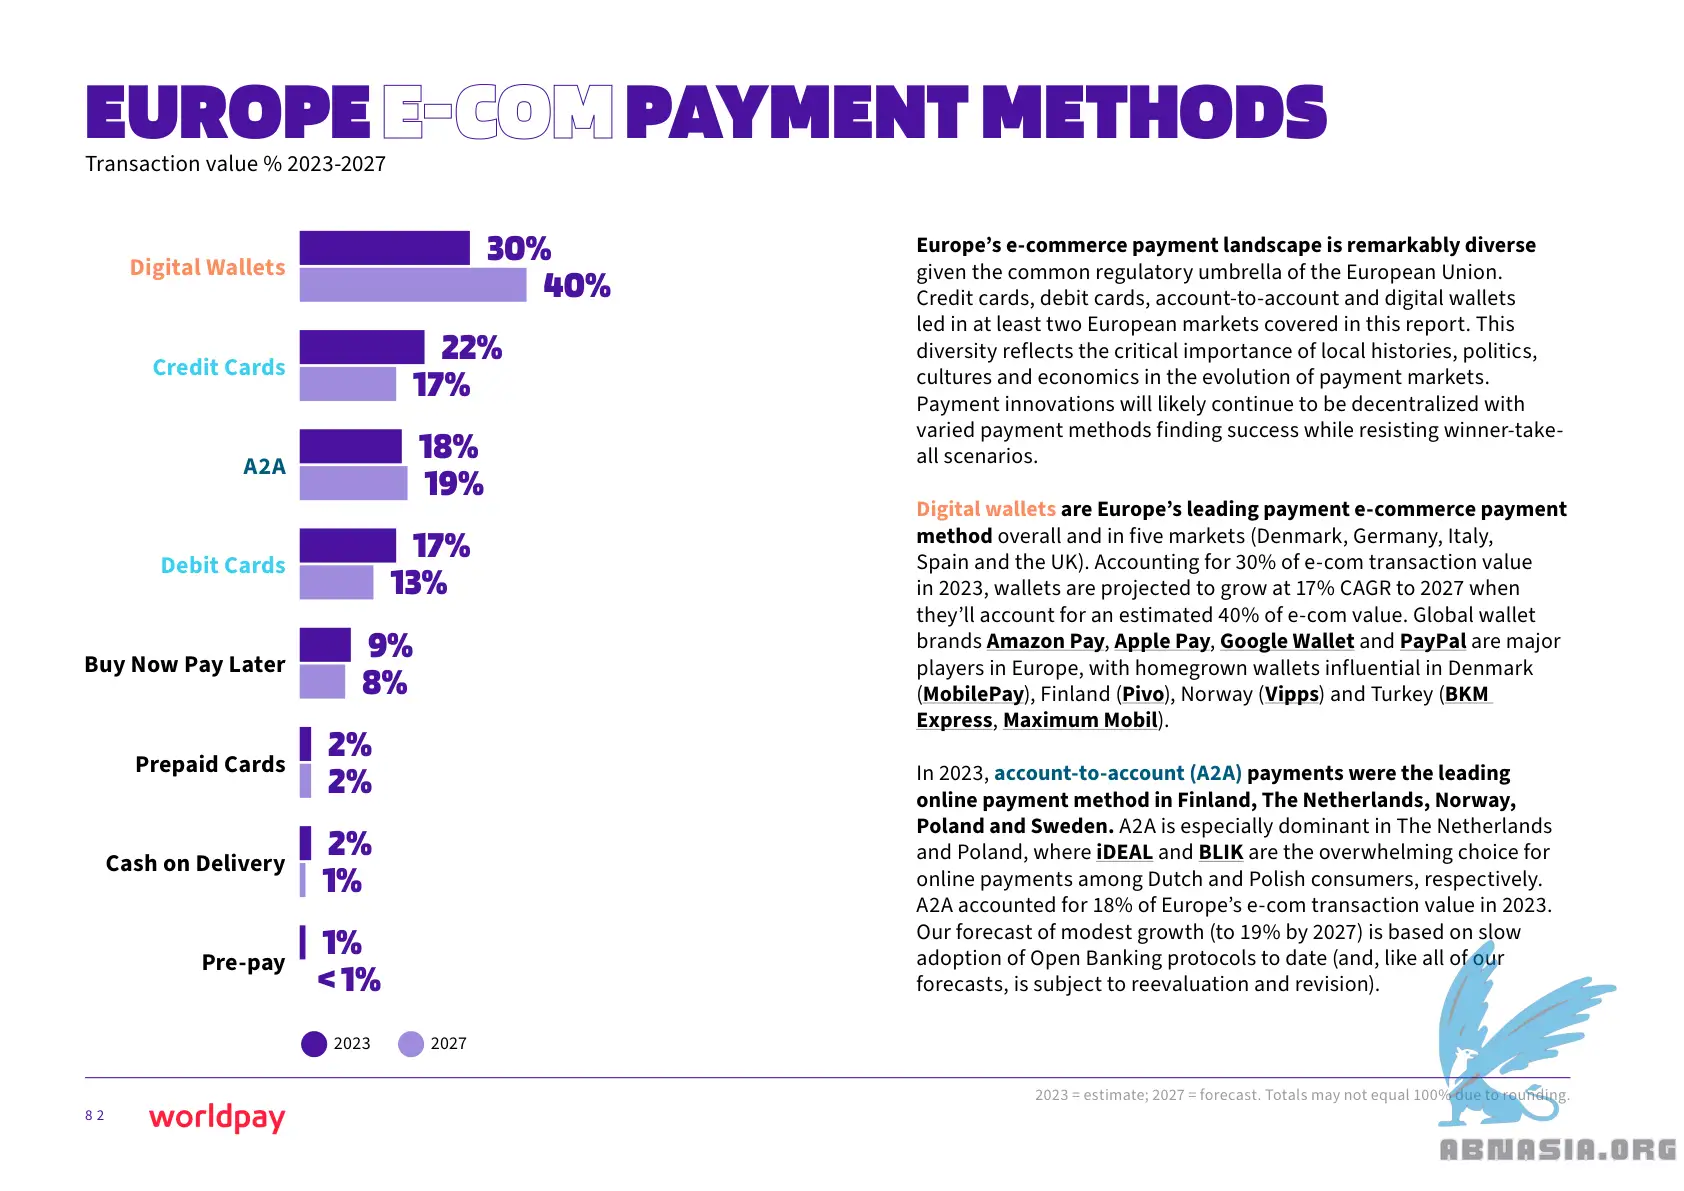 EUROPE E-COM PAYMENT METHODS
Transaction value % 2023-2027
Digital Wallets
30%
40%
Credit Cards
22%
17%
A2A
18%
19%
Debit Cards
17%
13%
Buy Now Pay Later
9%
8%
Prepaid Cards
2%
2%
Cash on Delivery
2%
1%
Pre-pay
1%
< 1%
2023
2027
Europe’s e-commerce payment landscape is remarkably diverse
given the common regulatory umbrella of the European Union.
Credit cards, debit cards, account-to-account and digital wallets
led in at least two European markets covered in this report. This
diversity reflects the critical importance of local histories, politics,
cultures and economics in the evolution of payment markets.
Payment innovations will likely continue to be decentralized with
varied payment methods finding success while resisting winner-take-
all scenarios.
Digital wallets are Europe’s leading payment e-commerce payment
method overall and in five markets (Denmark, Germany, Italy,
Spain and the UK). Accounting for 30% of e-com transaction value
in 2023, wallets are projected to grow at 17% CAGR to 2027 when
they’ll account for an estimated 40% of e-com value. Global wallet
brands Amazon Pay, Apple Pay, Google Wallet and PayPal are major
players in Europe, with homegrown wallets influential in Denmark
(MobilePay), Finland (Pivo), Norway (Vipps) and Turkey (BKM
Express, Maximum Mobil).
In 2023, account-to-account (A2A) payments were the leading
online payment method in Finland, The Netherlands, Norway,
Poland and Sweden. A2A is especially dominant in The Netherlands
and Poland, where iDEAL and BLIK are the overwhelming choice for
online payments among Dutch and Polish consumers, respectively.
A2A accounted for 18% of Europe’s e-com transaction value in 2023.
Our forecast of modest growth (to 19% by 2027) is based on slow
adoption of Open Banking protocols to date (and, like all of our
forecasts, is subject to reevaluation and revision).
2023 = estimate; 2027 = forecast. Totals may not equal 100% due to rounding.
82
worldpay
ABNASIA.ORG